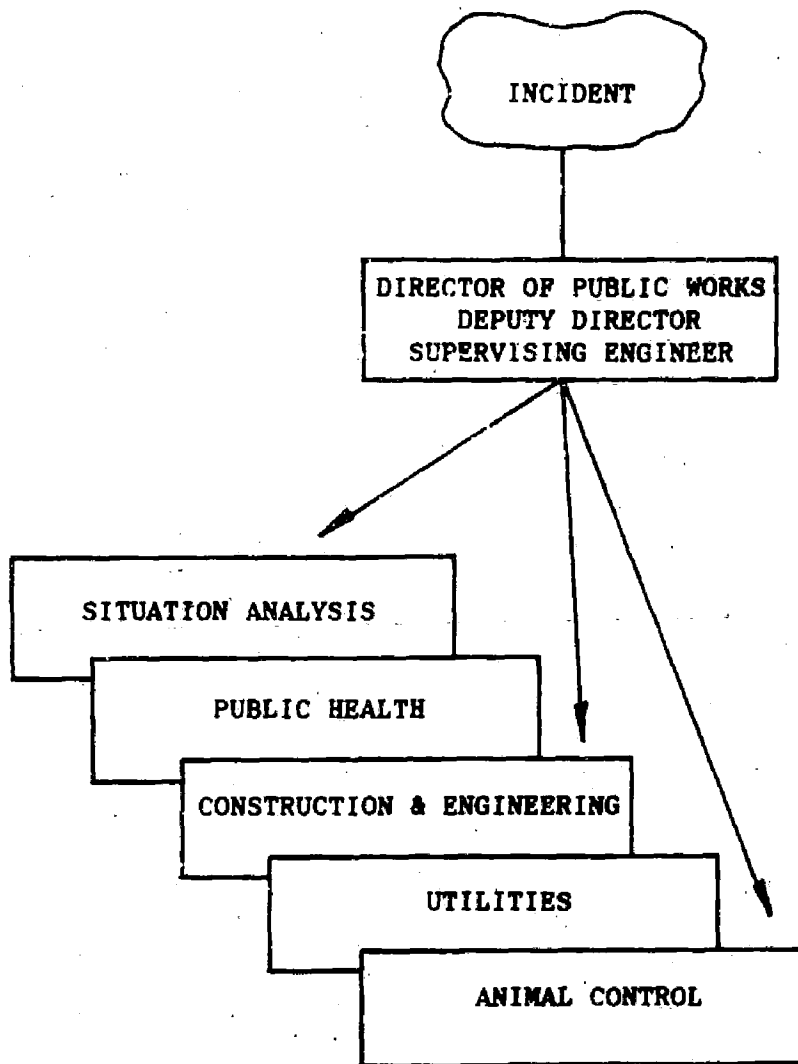 INCIDENT
DIRECTOR OF PUBLIC WORKS
DEPUTY DIRECTOR
SUPERVISING ENGINEER
SITUATION ANALYSIS
PUBLIC HEALTH
CONSTRUCTION & ENGINEERING
UTILITIES
ANIMAL CONTROL